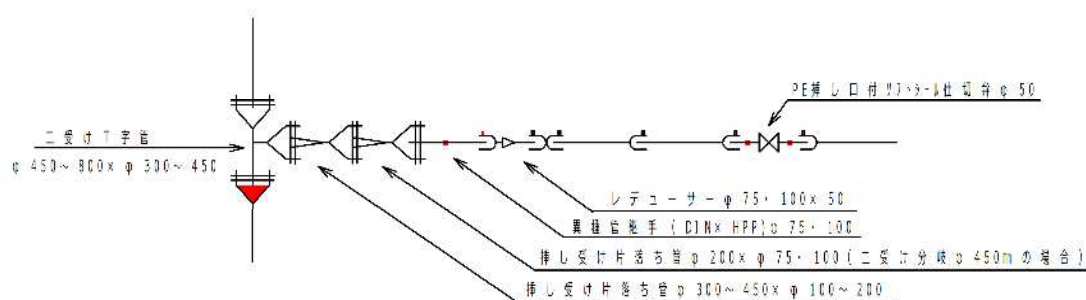 PE挿し口付ソフトシール仕切弁φ50
二受けT字管
φ450～800×φ300～450
レデューサーφ75・100×50
異種管継手(DIN×HPP)φ75・100
挿し受け片落ち管φ200×φ75・100(二受け分岐φ450mの場合)
挿し受け片落ち管φ300～450×φ100～200